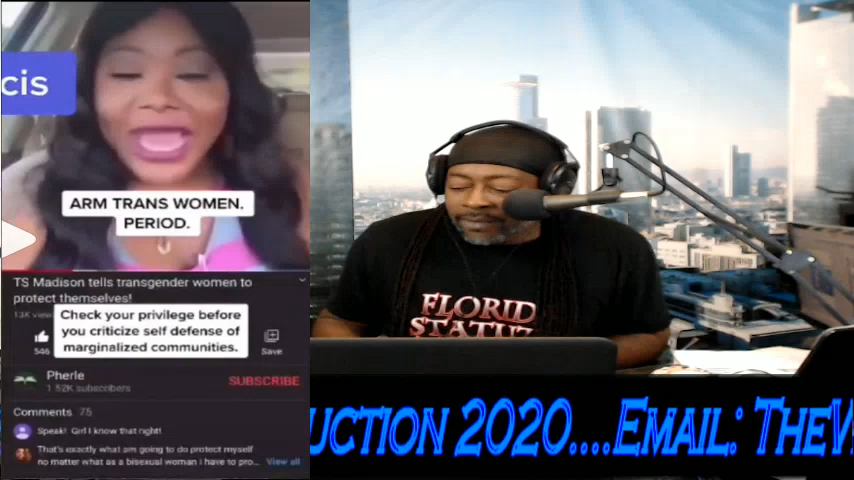 cis
ARM TRANS WOMEN.
PERIOD.
TS Madison tells transgender women to
protect themselves!
13K views
Check your privilege before
you criticize self defense of
marginalized communities.
546
Save
Pherle
1.52K subscribers
SUBSCRIBE
Comments 75
Speak! Girl I know that right!
That's exactly what am going to do protect myself
no matter what as a bisexual woman i have to pro...
View all
FLORID
STATUZ
UCTION 2020....EMAIL: THEV